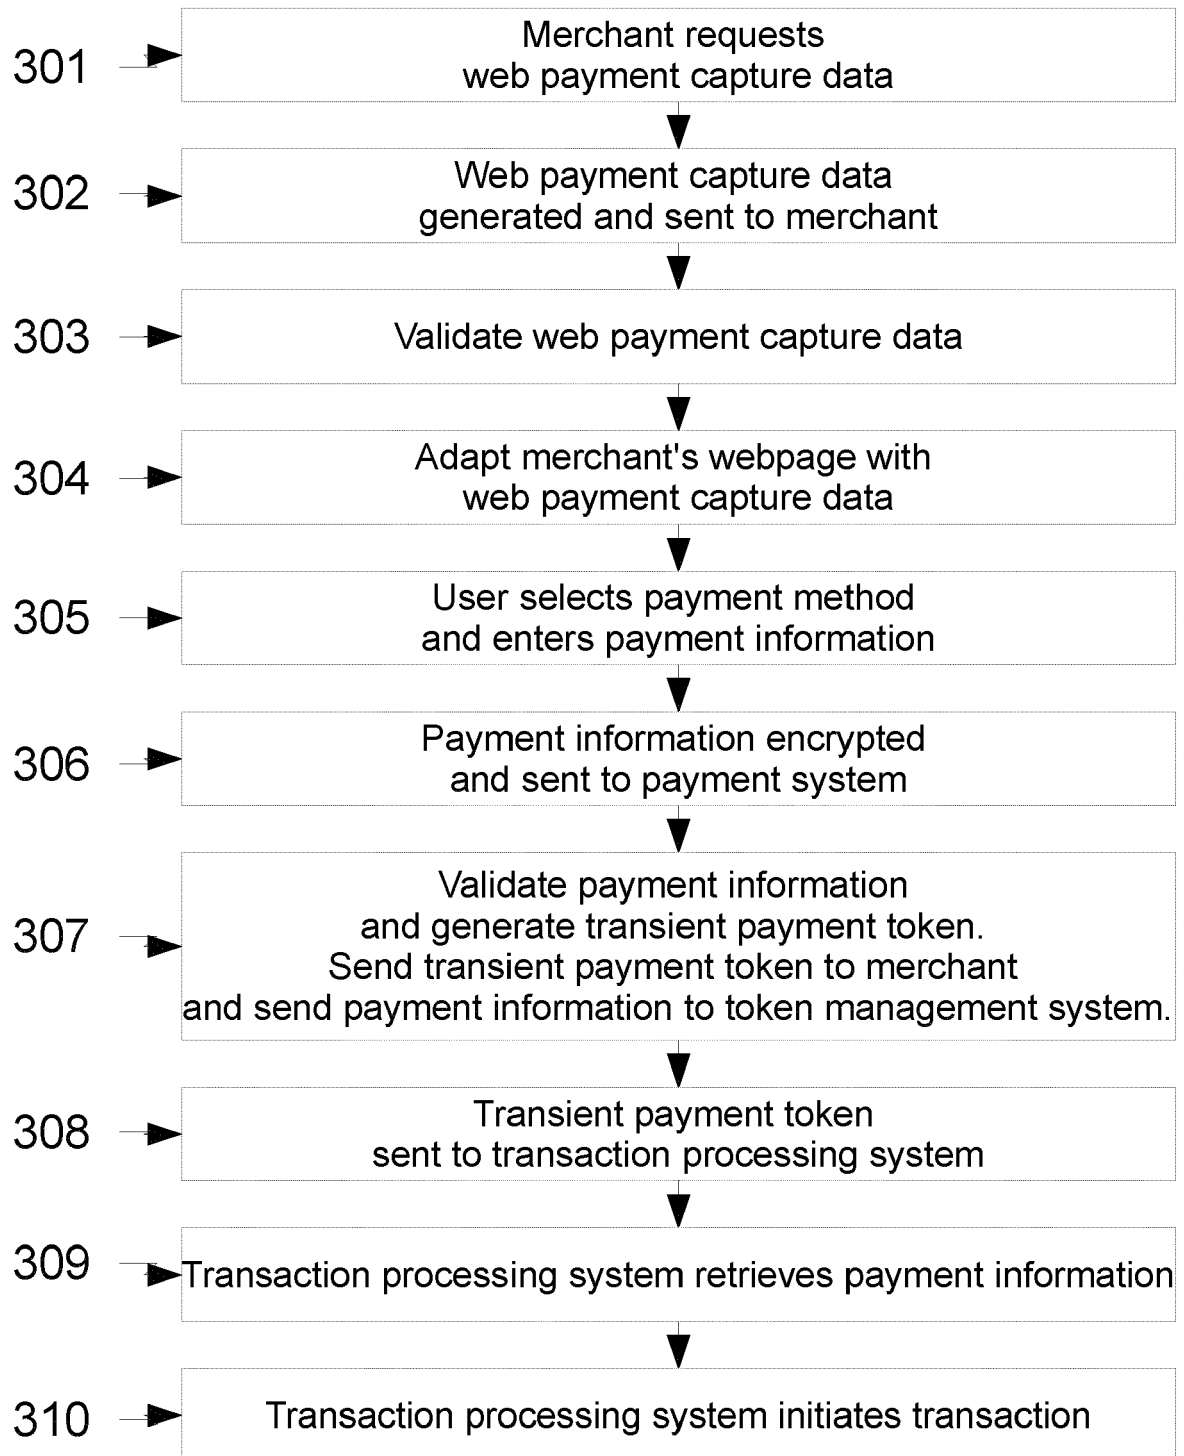 301
Merchant requests
web payment capture data
302
Web payment capture data
generated and sent to merchant
303
Validate web payment capture data
304
Adapt merchant's webpage with
web payment capture data
305
User selects payment method
and enters payment information
306
Payment information encrypted
and sent to payment system
307
Validate payment information
and generate transient payment token.
Send transient payment token to merchant
and send payment information to token management system.
308
Transient payment token
sent to transaction processing system
309
Transaction processing system retrieves payment information
310
Transaction processing system initiates transaction